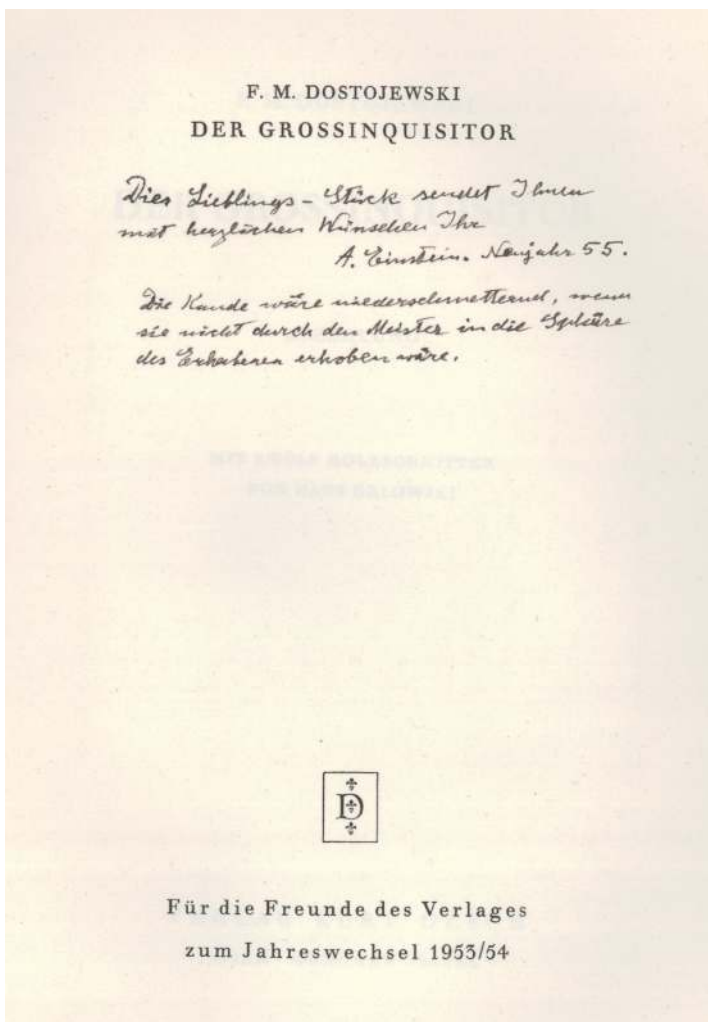 F. M. DOSTOJEWSKI
DER GROSSINQUISITOR
Dies Lieblings-Stück sendet Ihnen
mit herzlichen Wünschen Ihr
A. Einstein. Neujahr 55.
Die Kunde wäre niederschmetternd, wenn
sie nicht durch den Meister in die Sphäre
des Erhabenen erhoben wäre.
D
Für die Freunde des Verlages
zum Jahreswechsel 1953/54